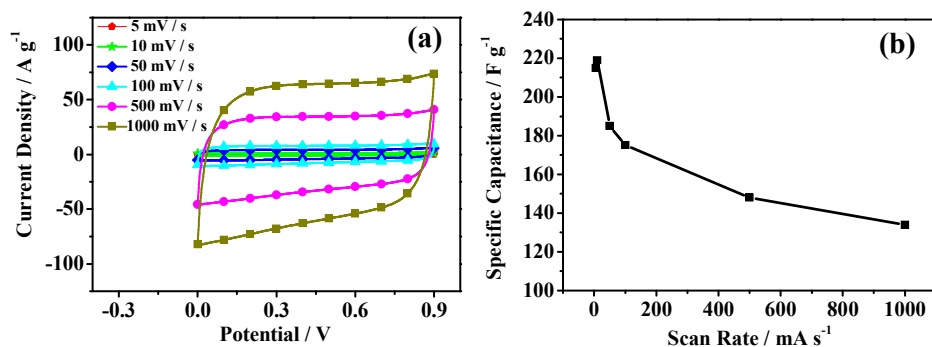 (a)
5 mV / s
10 mV / s
50 mV / s
100 mV / s
500 mV / s
1000 mV / s
100
50
0
-50
-100
Current Density / A g⁻¹
-0.3
0.0
0.3
0.6
0.9
Potential / V
(b)
240
220
200
180
160
140
120
100
Specific Capacitance / F g⁻¹
0
200
400
600
800
1000
Scan Rate / mA s⁻¹